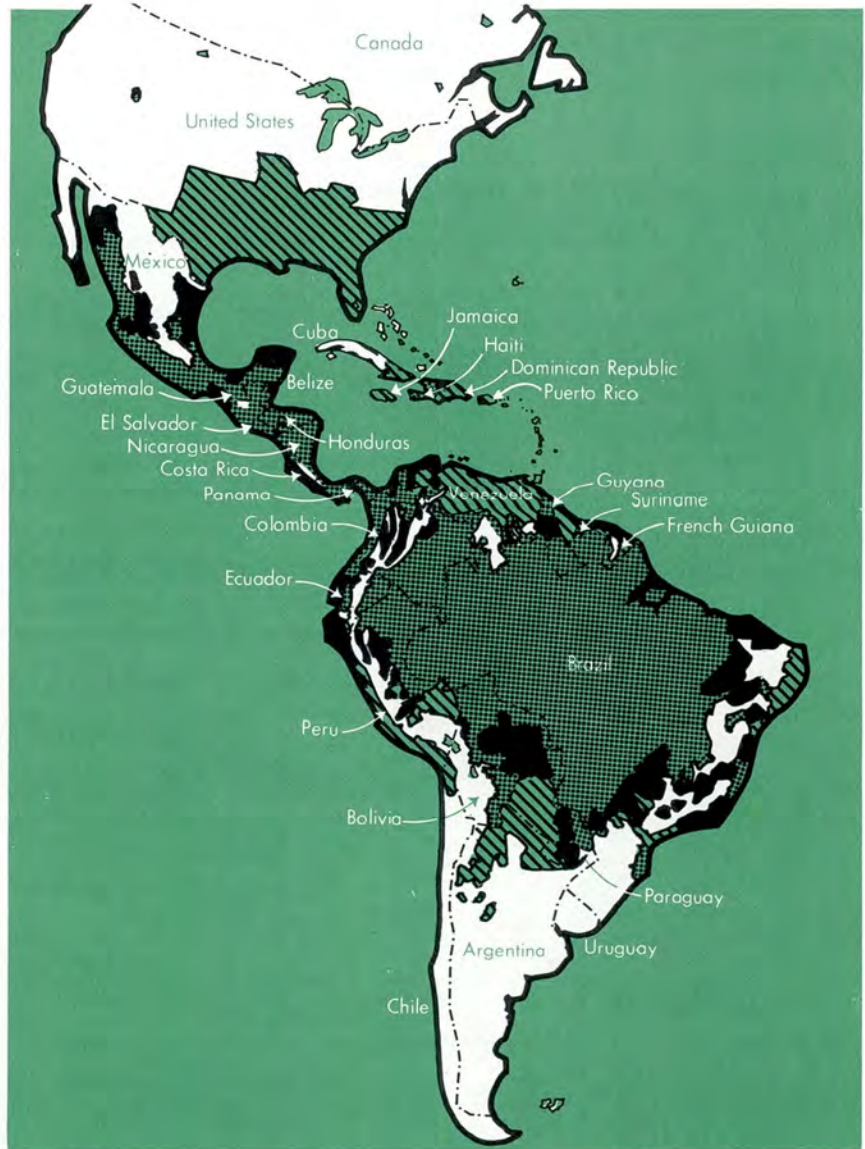 Canada
United States
Mexico
Jamaica
Cuba
Haiti
Dominican Republic
Puerto Rico
Guatemala
Belize
El Salvador
Honduras
Nicaragua
Costa Rica
Panama
Venezuela
Guyana
Suriname
French Guiana
Colombia
Ecuador
Brazil
Peru
Bolivia
Paraguay
Argentina
Uruguay
Chile